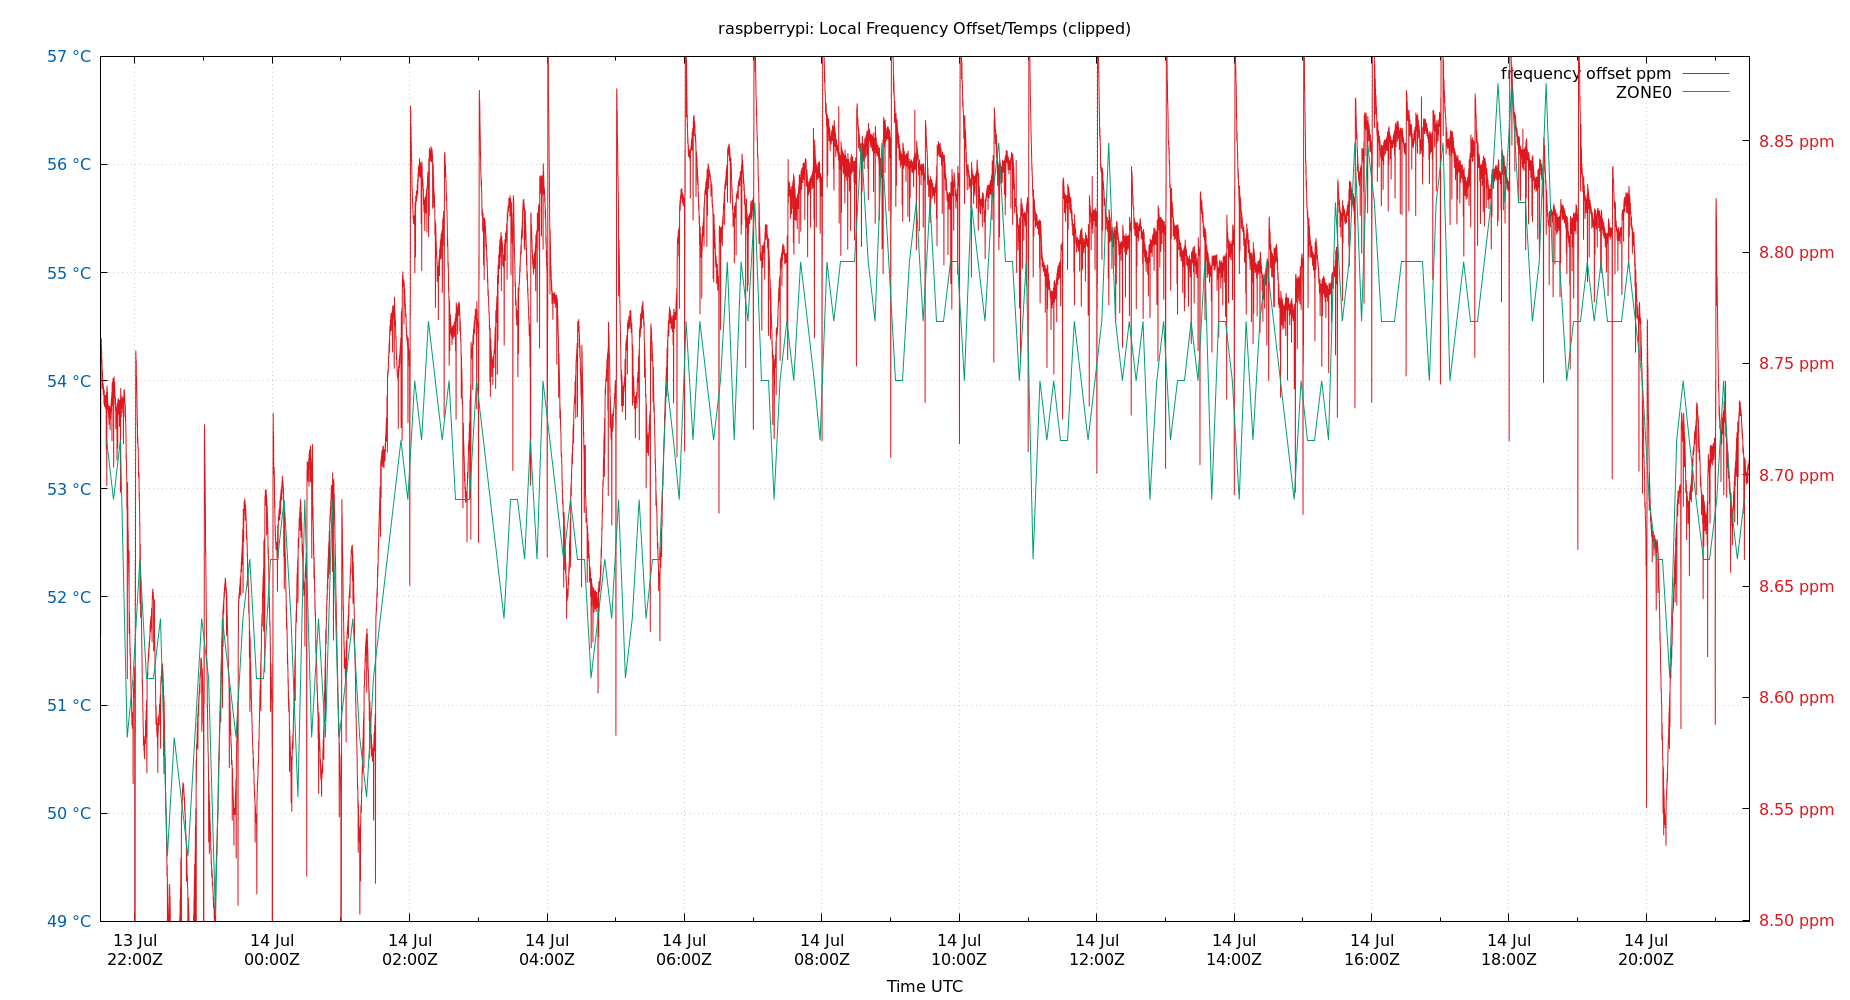 raspberrypi: Local Frequency Offset/Temps (clipped)
frequency offset ppm
ZONE0
57 °C
56 °C
55 °C
54 °C
53 °C
52 °C
51 °C
50 °C
49 °C
8.85 ppm
8.80 ppm
8.75 ppm
8.70 ppm
8.65 ppm
8.60 ppm
8.55 ppm
8.50 ppm
13 Jul
22:00Z
14 Jul
00:00Z
14 Jul
02:00Z
14 Jul
04:00Z
14 Jul
06:00Z
14 Jul
08:00Z
14 Jul
10:00Z
14 Jul
12:00Z
14 Jul
14:00Z
14 Jul
16:00Z
14 Jul
18:00Z
14 Jul
20:00Z
Time UTC